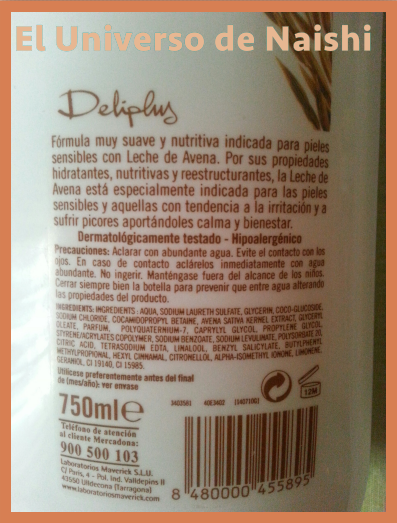 El Universo de Naishi
Deliplus
Fórmula muy suave y nutritiva indicada para pieles
sensibles con Leche de Avena. Por sus propiedades
hidratantes, nutritivas y reestructurantes, la Leche de
Avena está especialmente indicada para las pieles
sensibles y aquellas con tendencia a la irritación y a
sufrir picores aportándoles calma y bienestar.
Dermatológicamente testado - Hipoalergénico
Precauciones: Aclarar con abundante agua. Evite el contacto con los
ojos. En caso de contacto aclárelos inmediatamente con agua
abundante. No ingerir. Manténgase fuera del alcance de los niños.
Cerrar siempre bien la botella para prevenir que entre agua alterando
las propiedades del producto.
INGREDIENTS: INGREDIENTS : AQUA, SODIUM LAURETH SULFATE, GLYCERIN, COCO-GLUCOSIDE,
SODIUM CHLORIDE, COCAMIDOPROPYL BETAINE, AVENA SATIVA KERNEL EXTRACT, GLYCERYL
OLEATE, PARFUM, POLYQUATERNIUM-7, CAPRYLYL GLYCOL, PROPYLENE GLYCOL,
STYRENE/ACRYLATES COPOLYMER, SODIUM BENZOATE, SODIUM LEVULINATE, POLYSORBATE 20,
CITRIC ACID, TETRASODIUM EDTA, LINALOOL, BENZYL SALICYLATE, BUTYLPHENYL
METHYLPROPIONAL, HEXYL CINNAMAL, CITRONELLOL, ALPHA-ISOMETHYL IONONE, LIMONENE,
GERANIOL, CI 19140, CI 15985.
Utilícese preferentemente antes del final
de (mes/año): ver envase
12M
750ml e
Teléfono de atención
al cliente Mercadona:
900 500 103
Laboratorios Maverick S.L.U.
C/ París, 4 - Pol. Ind. Valldepins II
43550 Ulldecona (Tarragona)
www.laboratoriosmaverick.com
8 480000 455895